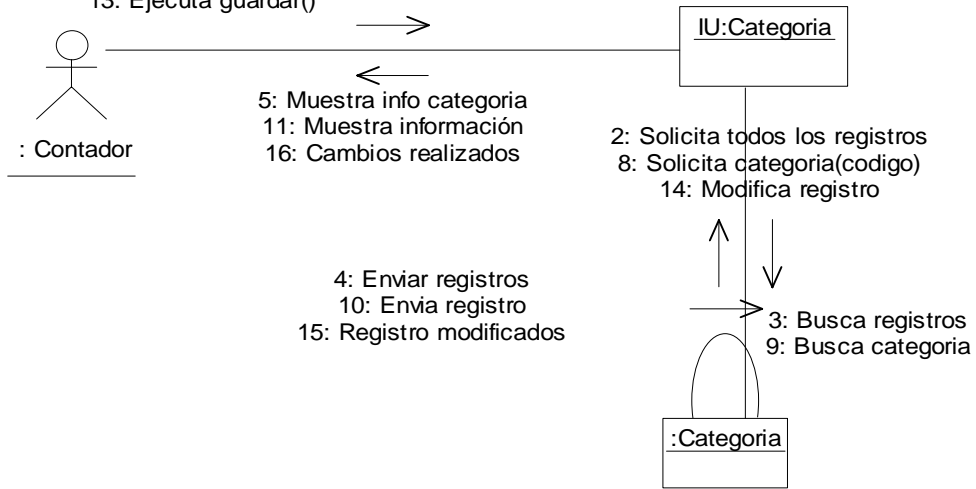 13: Ejecuta guardar()
IU:Categoria
5: Muestra info categoria
11: Muestra información
16: Cambios realizados
: Contador
2: Solicita todos los registros
8: Solicita categoria(codigo)
14: Modifica registro
4: Enviar registros
10: Envia registro
15: Registro modificados
3: Busca registros
9: Busca categoria
:Categoria